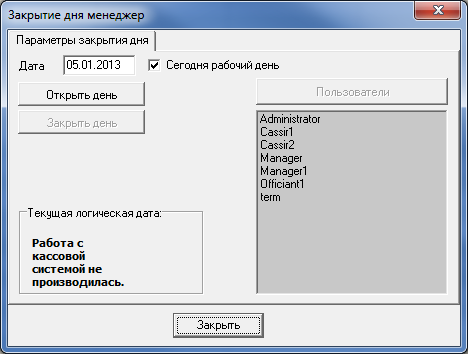 Закрытие дня менеджер
Параметры закрытия дня
Дата 05.01.2013 Сегодня рабочий день
Открыть день
Пользователи
Закрыть день
Administrator
Cassir1
Cassir2
Manager
Manager1
Officiant1
term
Текущая логическая дата:
Работа с
кассовой
системой не
производилась.
Закрыть